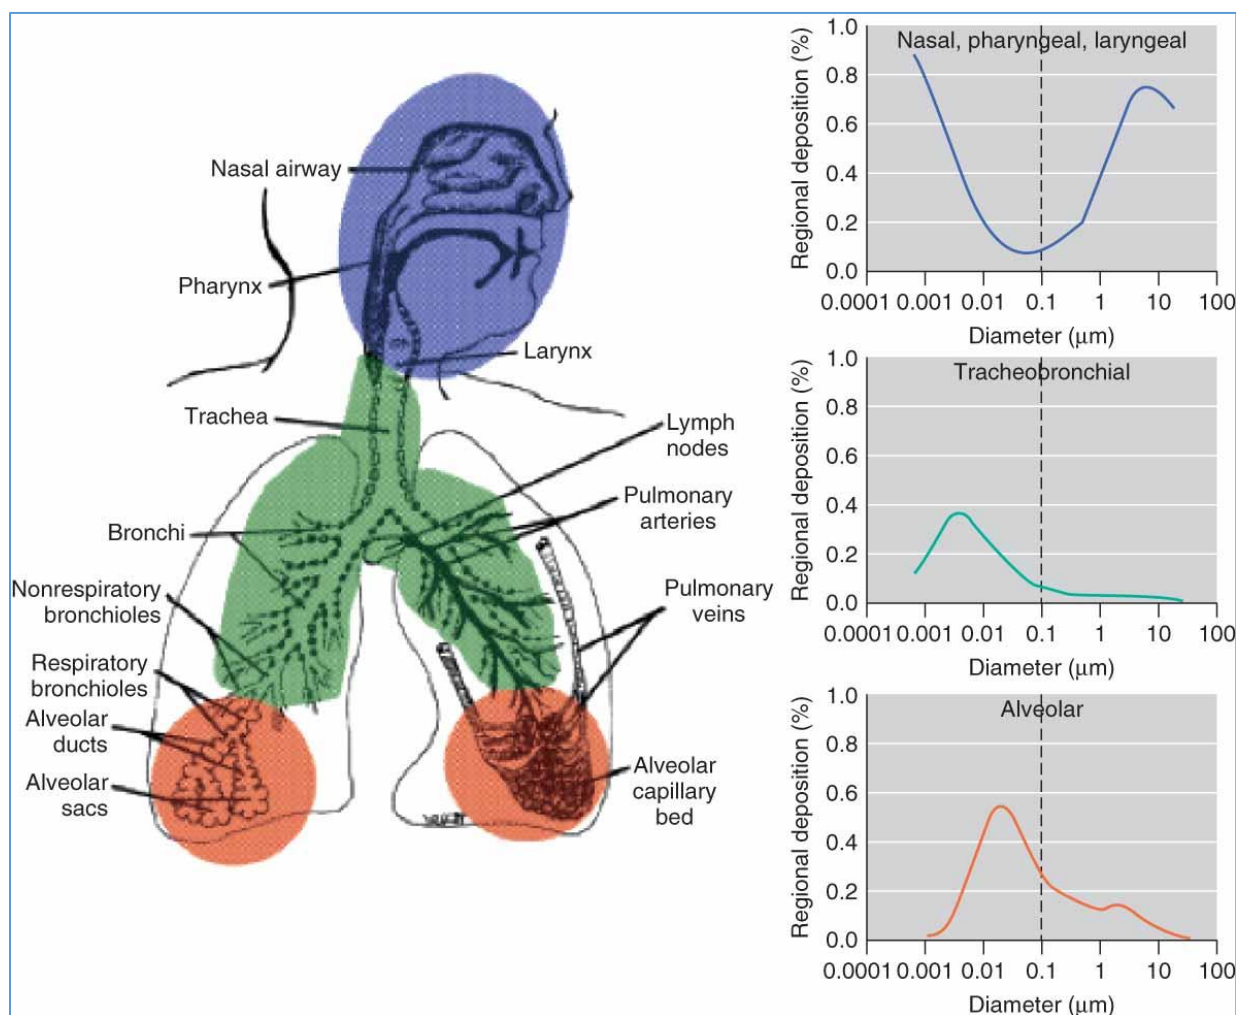 Nasal airway
Pharynx
Larynx
Trachea
Lymph
nodes
Pulmonary
arteries
Bronchi
Nonrespiratory
bronchioles
Pulmonary
veins
Respiratory
bronchioles
Alveolar
ducts
Alveolar
sacs
Alveolar
capillary
bed
Nasal, pharyngeal, laryngeal
Regional deposition (%)
1.0
0.8
0.6
0.4
0.2
0.0
0.0001 0.001 0.01 0.1 1 10 100
Diameter (μm)
Tracheobronchial
Regional deposition (%)
1.0
0.8
0.6
0.4
0.2
0.0
0.0001 0.001 0.01 0.1 1 10 100
Diameter (μm)
Alveolar
Regional deposition (%)
1.0
0.8
0.6
0.4
0.2
0.0
0.0001 0.001 0.01 0.1 1 10 100
Diameter (μm)